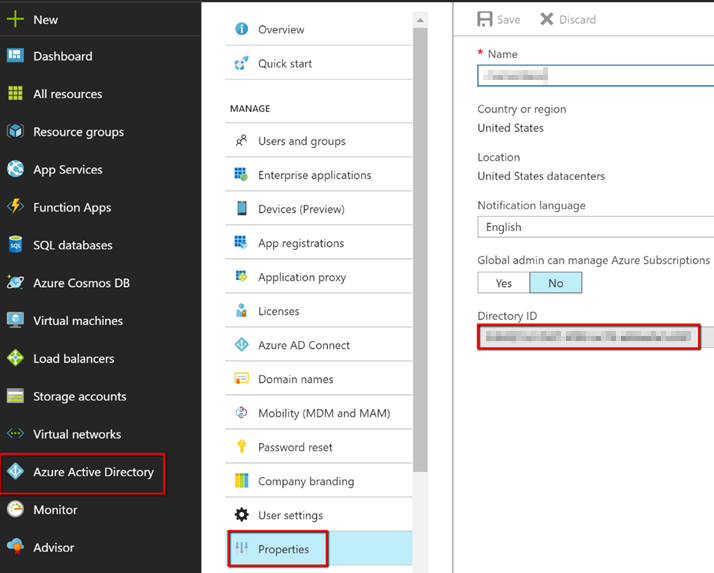 New
Dashboard
All resources
Resource groups
App Services
Function Apps
SQL
SQL databases
Azure Cosmos DB
Virtual machines
Load balancers
Storage accounts
Virtual networks
Azure Active Directory
Monitor
Advisor
Overview
Quick start
MANAGE
Users and groups
Enterprise applications
Devices (Preview)
App registrations
Application proxy
Licenses
Azure AD Connect
Domain names
Mobility (MDM and MAM)
Password reset
Company branding
User settings
Properties
Save Discard
* Name
Country or region
United States
Location
United States datacenters
Notification language
English
Global admin can manage Azure Subscriptions
Yes No
Directory ID